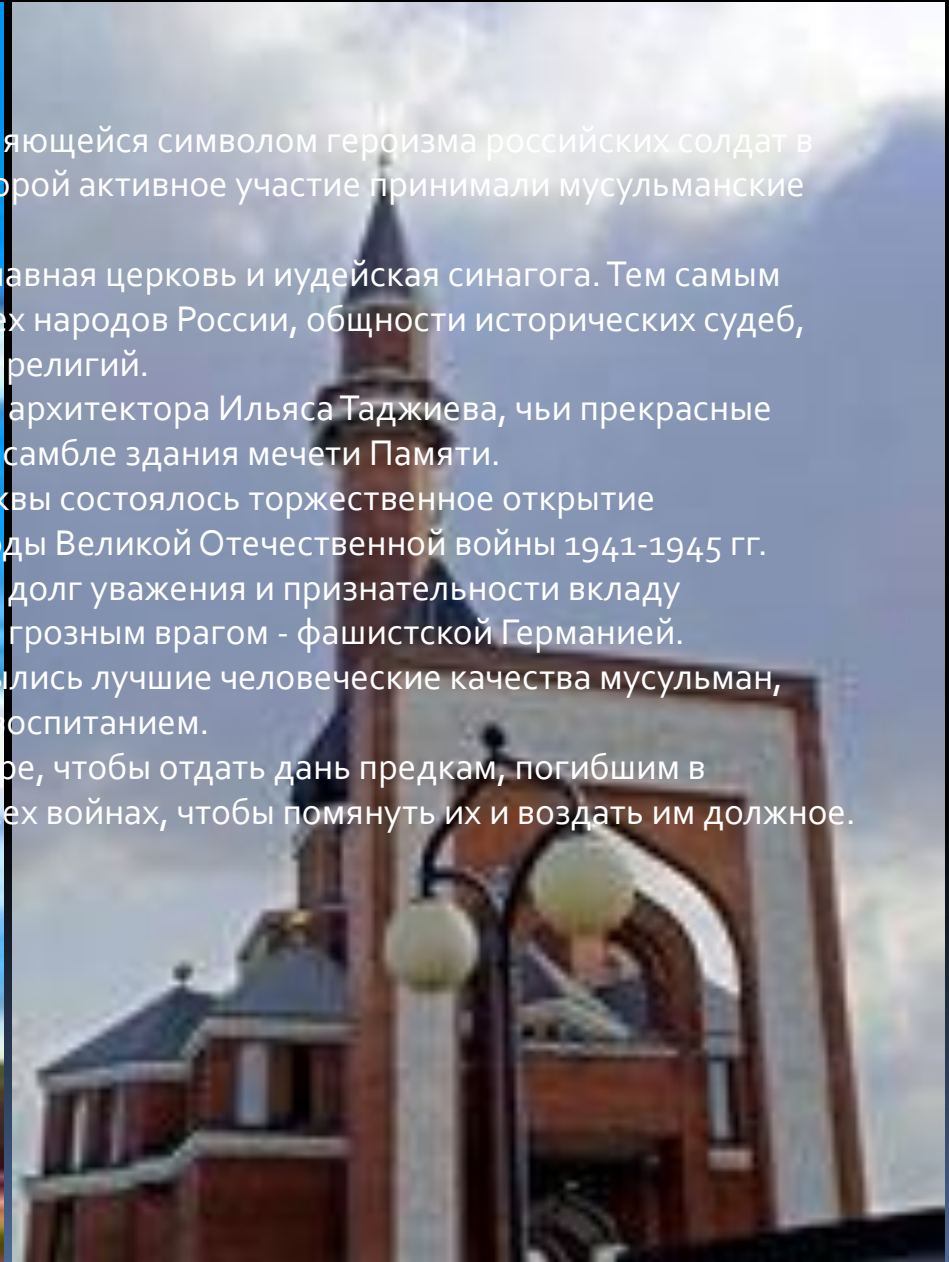 яющейся символом героизма российских солдат в
орой активное участие принимали мусульманские
лавная церковь и иудейская синагога. Тем самым
ех народов России, общности исторических судеб,
религий.
архитектора Ильяса Таджиева, чьи прекрасные
самбле здания мечети Памяти.
квы состоялось торжественное открытие
оды Великой Отечественной войны 1941-1945 гг.
долг уважения и признательности вкладу
грозным врагом - фашистской Германией.
ились лучшие человеческие качества мусульман,
воспитанием.
ре, чтобы отдать дань предкам, погибшим в
ех войнах, чтобы помянуть их и воздать им должное.